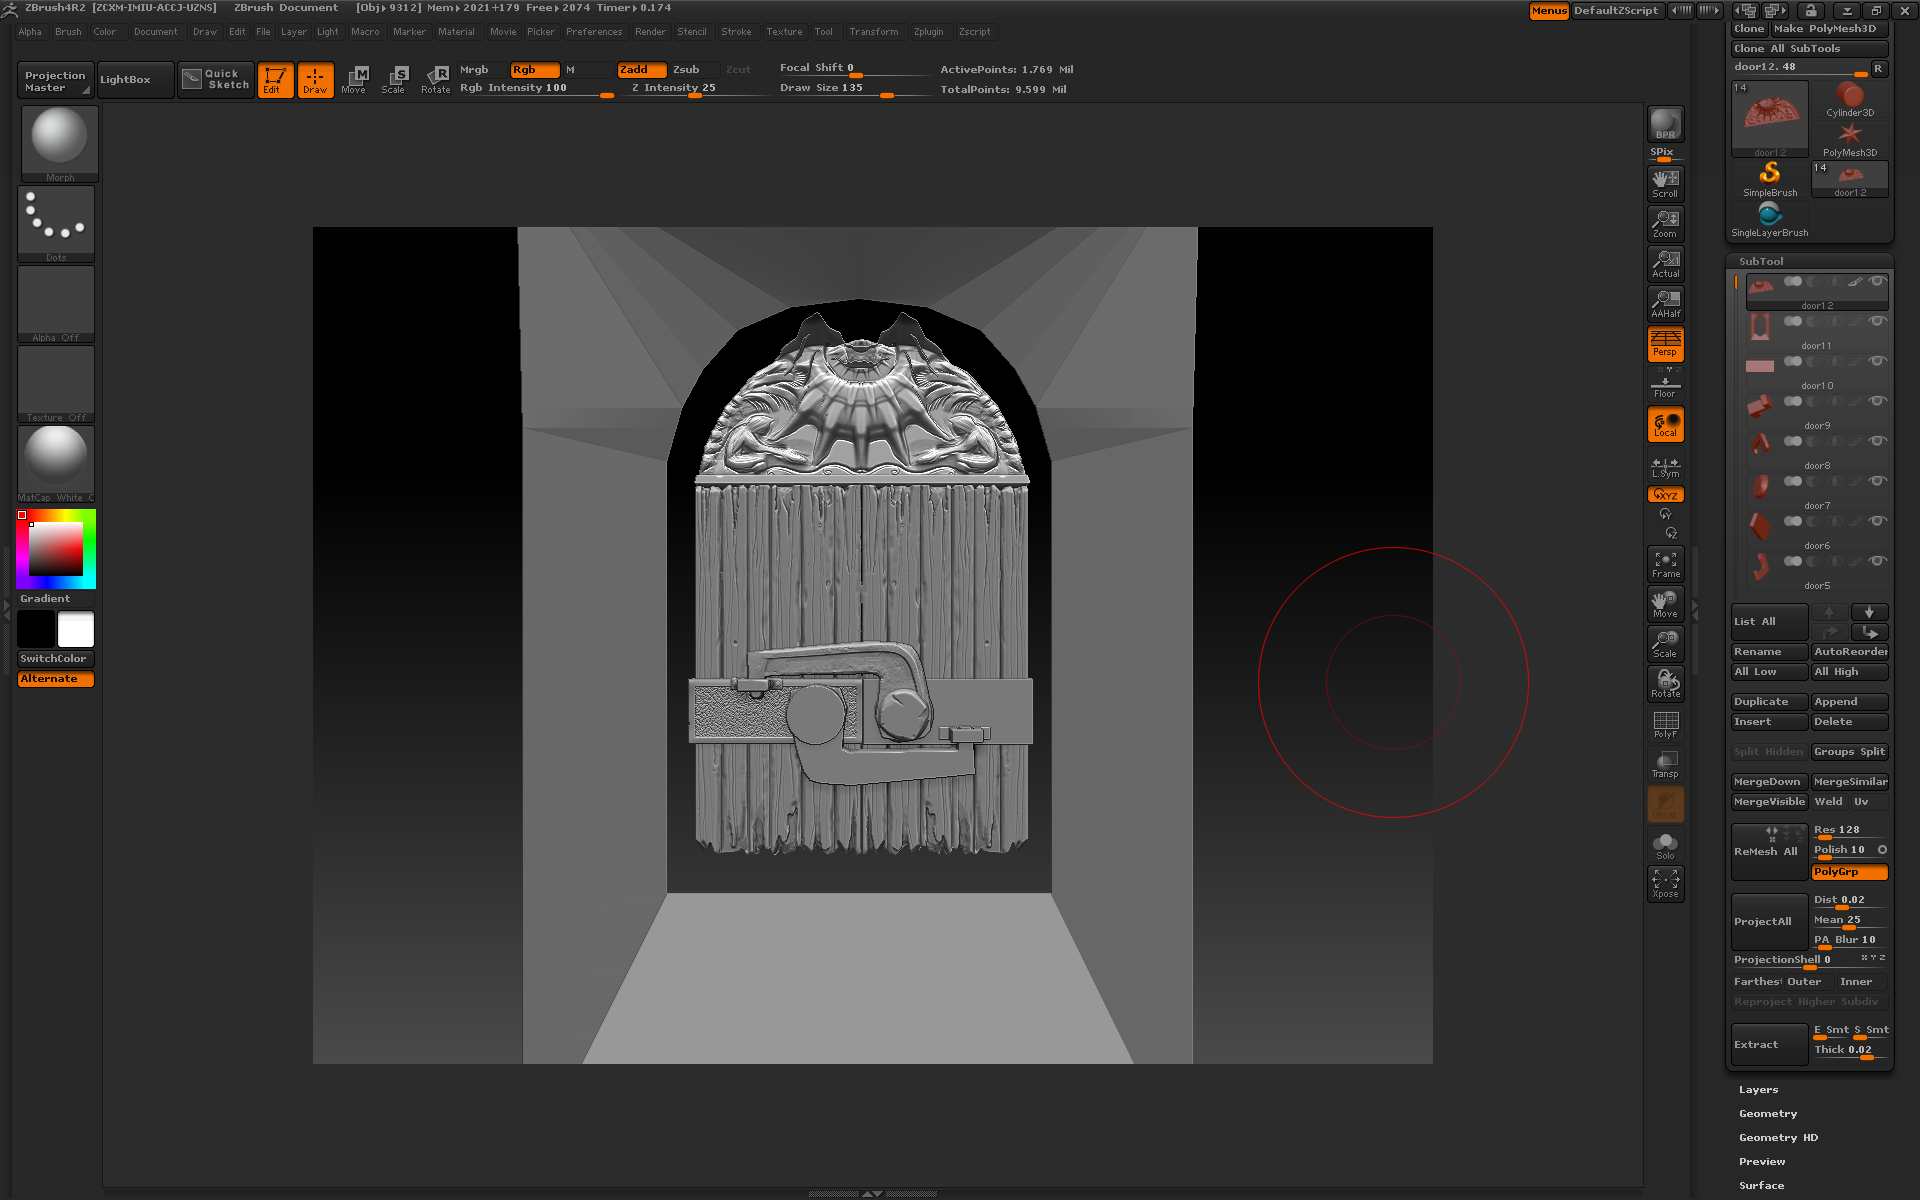 ZBrush4R2 [ZCXM-IMIU-ACCJ-UZNS] ZBrush Document [Obj▸9312] Mem▸2021+179 Free▸2074 Timer▸0.174 Menus DefaultZScript
Alpha Brush Color Document Draw Edit File Layer Light Macro Marker Material Movie Picker Preferences Render Stencil Stroke Texture Tool Transform Zplugin Zscript
Projection Master
LightBox
Quick Sketch
Edit
Draw
Move
Scale
Rotate
Mrgb Rgb M
Rgb Intensity 100
Zadd Zsub Zcut
Z Intensity 25
Focal Shift 0
Draw Size 135
ActivePoints: 1.769 Mil
TotalPoints: 9.599 Mil
Morph
Dots
Alpha Off
Texture Off
MatCap White C
Gradient
SwitchColor
Alternate
BPR
SPix
Scroll
Zoom
Actual
AAHalf
Persp
Floor
Local
L.Sym
XYZ
Y
Z
Frame
Move
Scale
Rotate
PolyF
Transp
Solo
Xpose
Clone Make PolyMesh3D
Clone All SubTools
door12. 48 R
14
door12
Cylinder3D
PolyMesh3D
SimpleBrush
14
door12
SingleLayerBrush
SubTool
door12
door11
door10
door9
door8
door7
door6
door5
List All
Rename AutoReorder
All Low All High
Duplicate Append
Insert Delete
Split Hidden Groups Split
MergeDown MergeSimilar
MergeVisible Weld Uv
ReMesh All
Res 128
Polish 10
PolyGrp
ProjectAll
Dist 0.02
Mean 25
PA Blur 10
ProjectionShell 0 X Y Z
Farthest Outer Inner
Reproject Higher Subdiv
Extract
E Smt S Smt
Thick 0.02
Layers
Geometry
Geometry HD
Preview
Surface